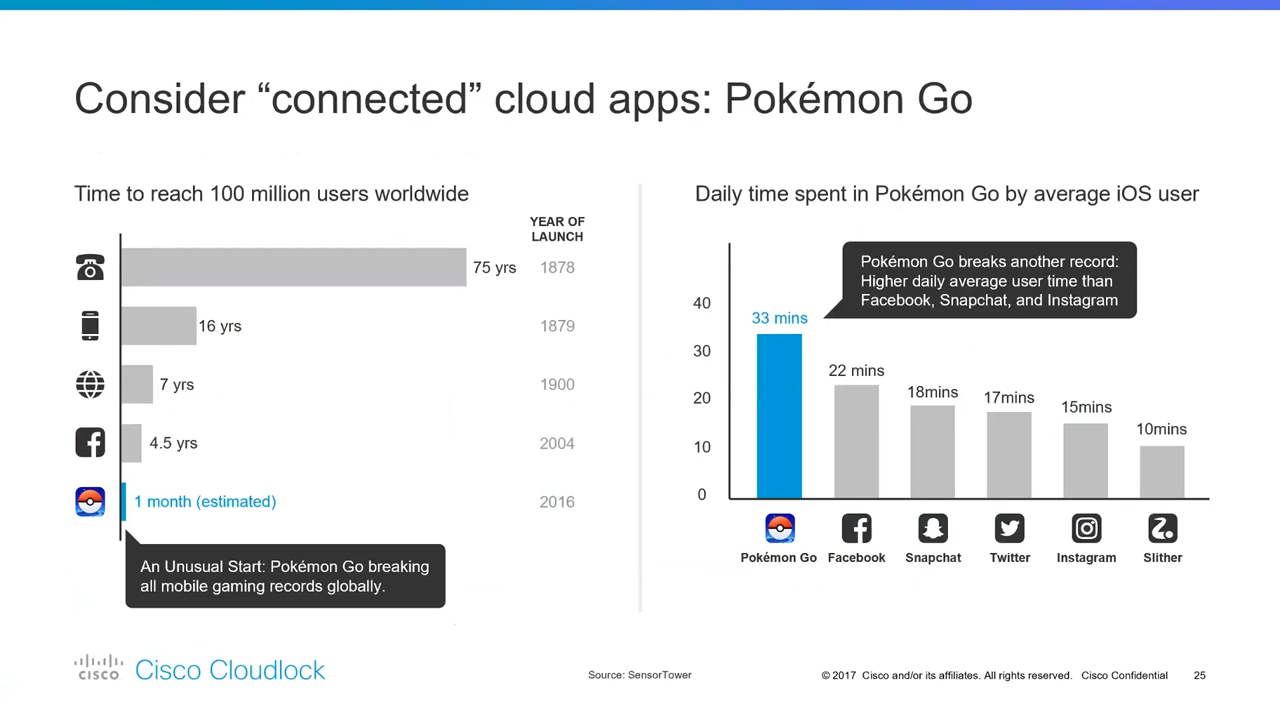 Consider “connected” cloud apps: Pokémon Go
Time to reach 100 million users worldwide
YEAR OF
LAUNCH
75 yrs 1878
16 yrs 1879
7 yrs 1900
4.5 yrs 2004
1 month (estimated) 2016
An Unusual Start: Pokémon Go breaking
all mobile gaming records globally.
Daily time spent in Pokémon Go by average iOS user
Pokémon Go breaks another record:
Higher daily average user time than
Facebook, Snapchat, and Instagram
40
30
20
10
0
33 mins
22 mins
18mins
17mins
15mins
10mins
Pokémon Go Facebook Snapchat Twitter Instagram Slither
CISCO Cisco Cloudlock
Source: SensorTower
© 2017 Cisco and/or its affiliates. All rights reserved. Cisco Confidential 25